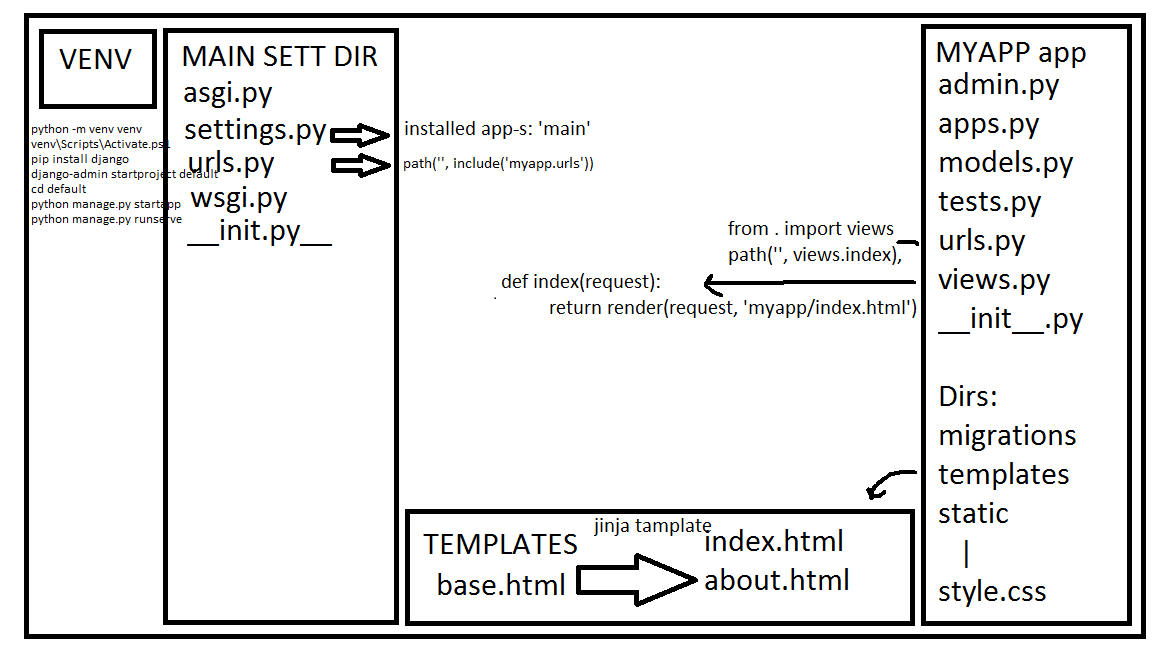 VENV
python -m venv venv
venv\Scripts\Activate.ps1
pip install django
django-admin startproject default
cd default
python manage.py startapp
python manage.py runserve
MAIN SETT DIR
asgi.py
settings.py
urls.py
wsgi.py
__init.py__
installed app-s: 'main'
path('', include('myapp.urls'))
from . import views
path('', views.index),
def index(request):
return render(request, 'myapp/index.html')
MYAPP app
admin.py
apps.py
models.py
tests.py
urls.py
views.py
__init__.py
Dirs:
migrations
templates
static
|
style.css
TEMPLATES
base.html
jinja tamplate
index.html
about.html